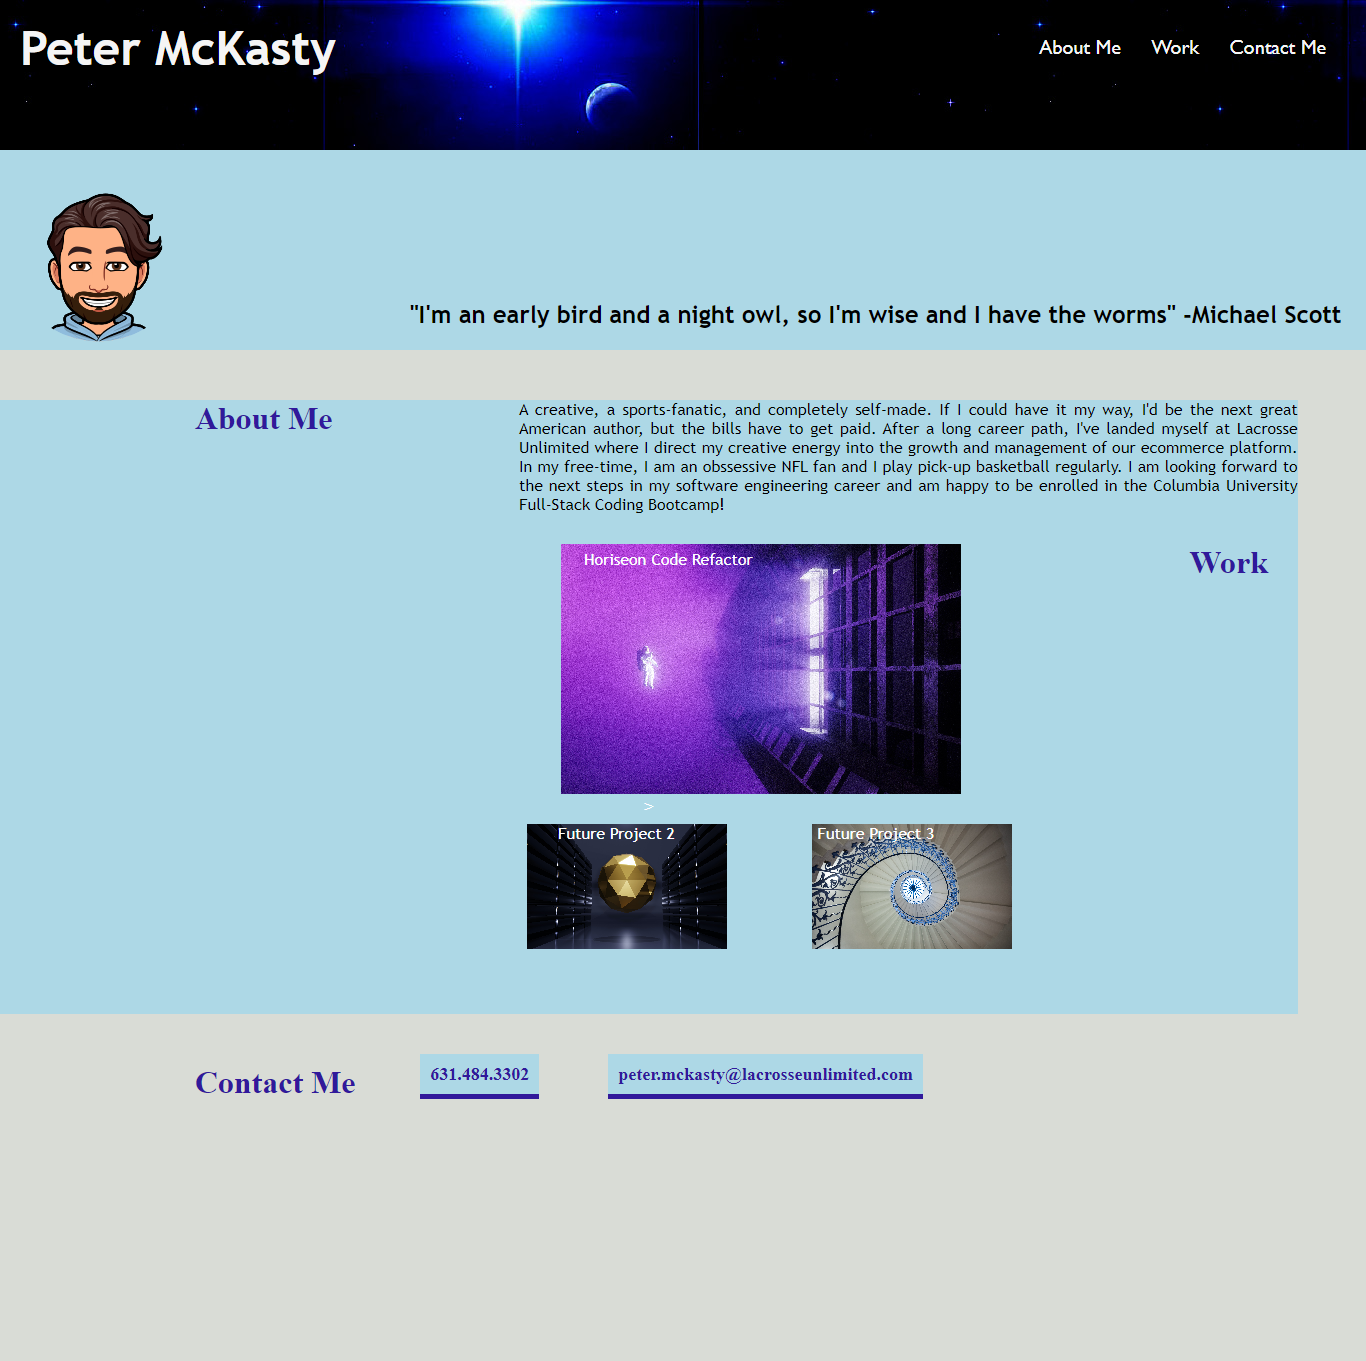 Peter McKasty
About Me
Work
Contact Me
"I'm an early bird and a night owl, so I'm wise and I have the worms" -Michael Scott
About Me
A creative, a sports-fanatic, and completely self-made. If I could have it my way, I'd be the next great
American author, but the bills have to get paid. After a long career path, I've landed myself at Lacrosse
Unlimited where I direct my creative energy into the growth and management of our ecommerce platform.
In my free-time, I am an obssessive NFL fan and I play pick-up basketball regularly. I am looking forward to
the next steps in my software engineering career and am happy to be enrolled in the Columbia University
Full-Stack Coding Bootcamp!
Work
Horiseon Code Refactor
>
Future Project 2
Future Project 3
Contact Me
631.484.3302
peter.mckasty@lacrosseunlimited.com